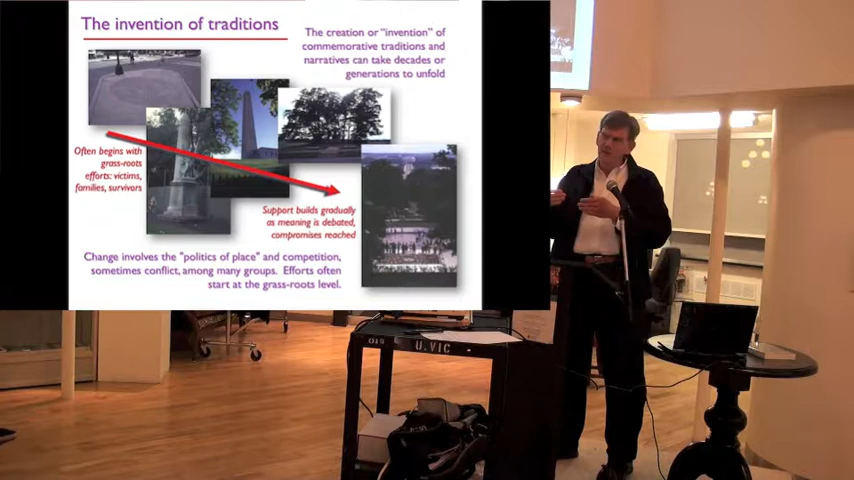 The invention of traditions
The creation or "invention" of
commemorative traditions and
narratives can take decades or
generations to unfold
Often begins with
grass-roots
efforts: victims,
families, survivors
Support builds gradually
as meaning is debated,
compromises reached
Change involves the "politics of place" and competition,
sometimes conflict, among many groups. Efforts often
start at the grass-roots level.
U.VIC